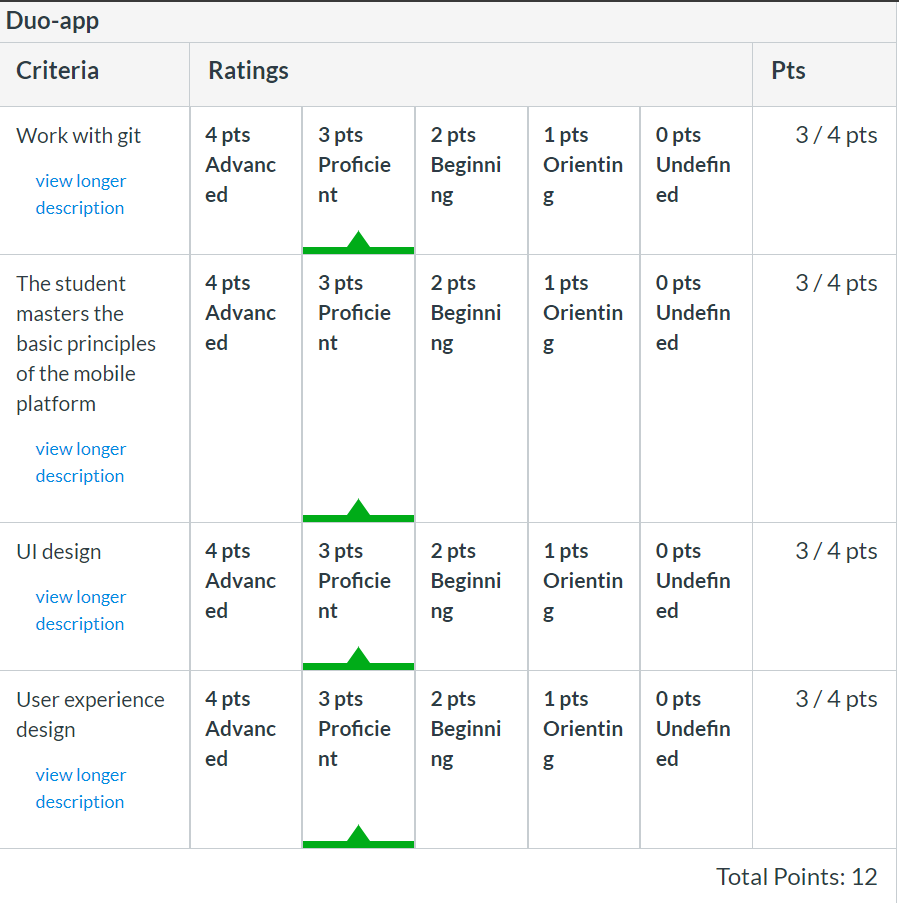 Duo-app
Criteria
Ratings
Pts
Work with git
view longer
description
4 pts
Advanc
ed
3 pts
Proficie
nt
2 pts
Beginni
ng
1 pts
Orientin
g
0 pts
Undefin
ed
3 / 4 pts
The student
masters the
basic principles
of the mobile
platform
view longer
description
4 pts
Advanc
ed
3 pts
Proficie
nt
2 pts
Beginni
ng
1 pts
Orientin
g
0 pts
Undefin
ed
3 / 4 pts
UI design
view longer
description
4 pts
Advanc
ed
3 pts
Proficie
nt
2 pts
Beginni
ng
1 pts
Orientin
g
0 pts
Undefin
ed
3 / 4 pts
User experience
design
view longer
description
4 pts
Advanc
ed
3 pts
Proficie
nt
2 pts
Beginni
ng
1 pts
Orientin
g
0 pts
Undefin
ed
3 / 4 pts
Total Points: 12